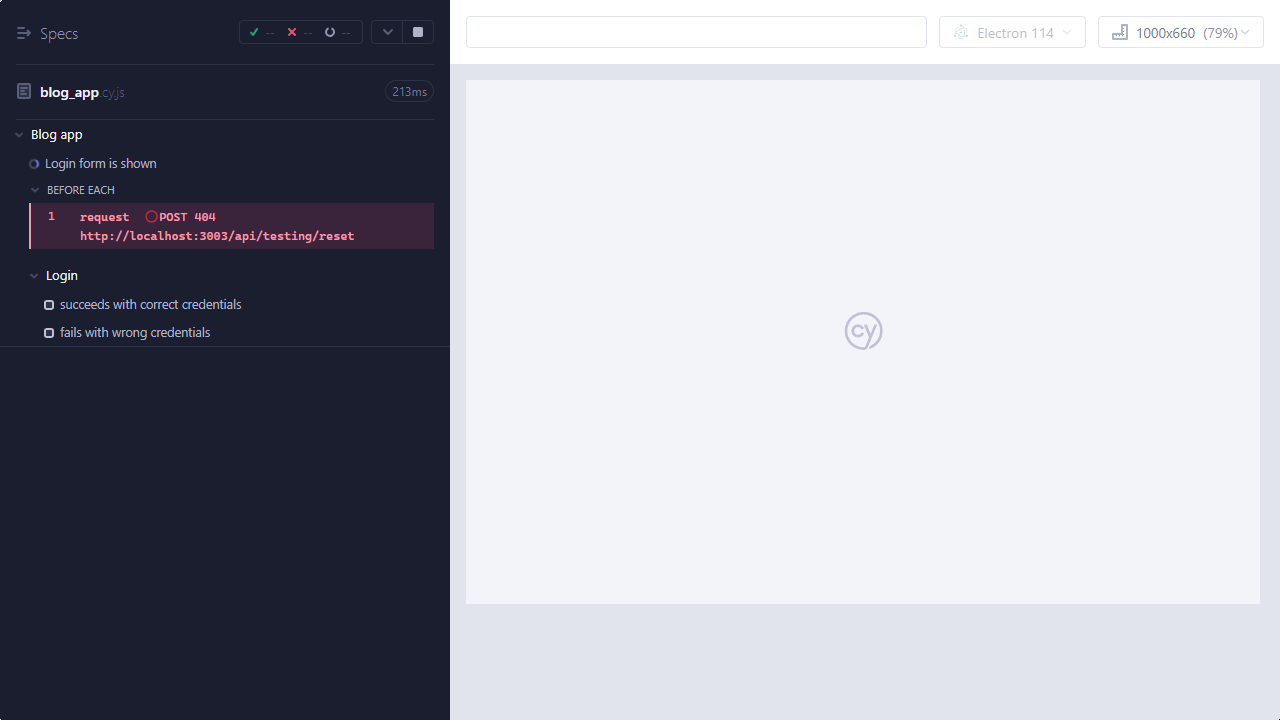 Specs
--
--
--
blog_app.cy.js
213ms
Blog app
Login form is shown
BEFORE EACH
1 request POST 404
http://localhost:3003/api/testing/reset
Login
succeeds with correct credentials
fails with wrong credentials
Electron 114
1000x660 (79%)
cy